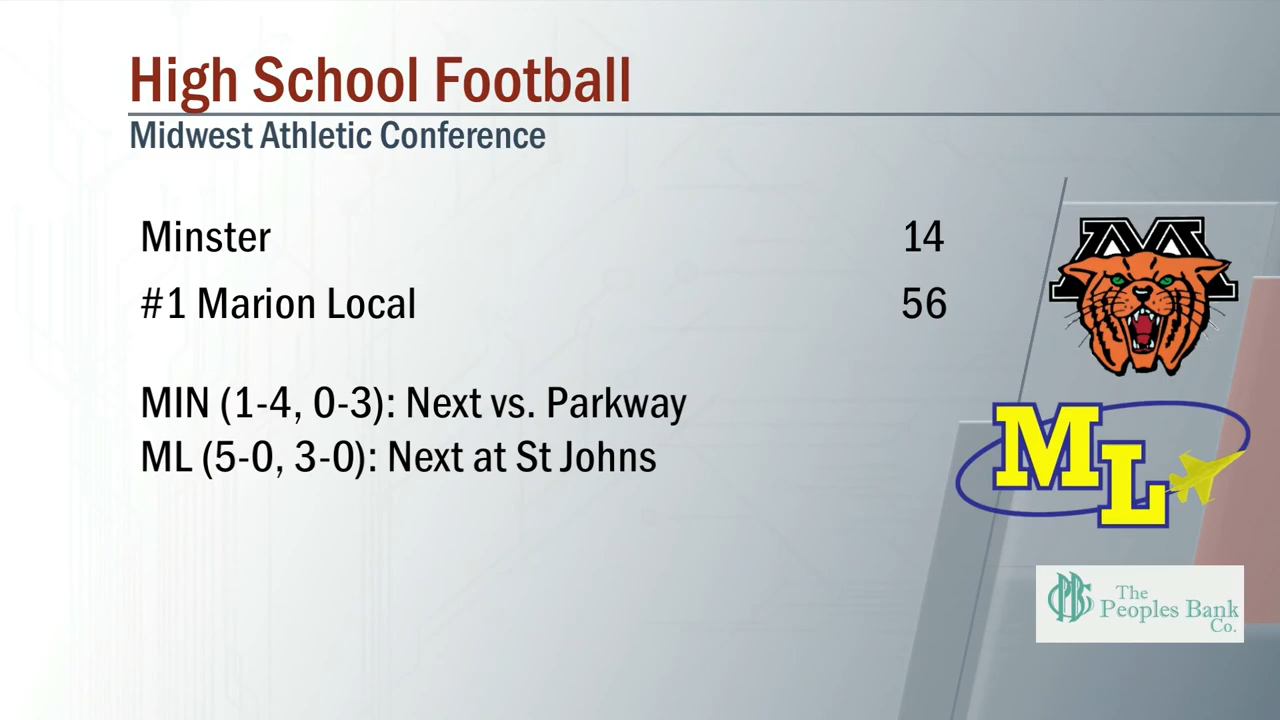 High School Football
Midwest Athletic Conference
Minster 14
#1 Marion Local 56
MIN (1-4, 0-3): Next vs. Parkway
ML (5-0, 3-0): Next at St Johns
M
ML
The
Peoples Bank
Co.